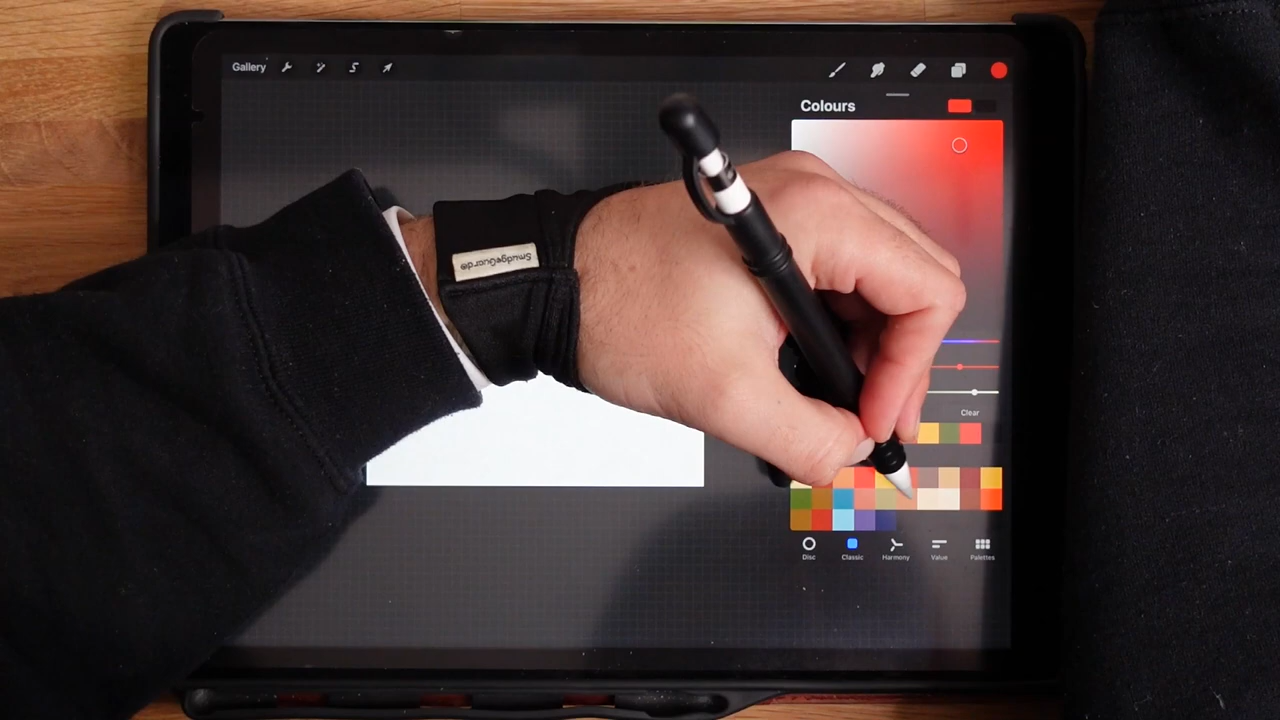 Gallery
Colours
SmudgeGuard®
Clear
Disc
Classic
Harmony
Value
Palettes